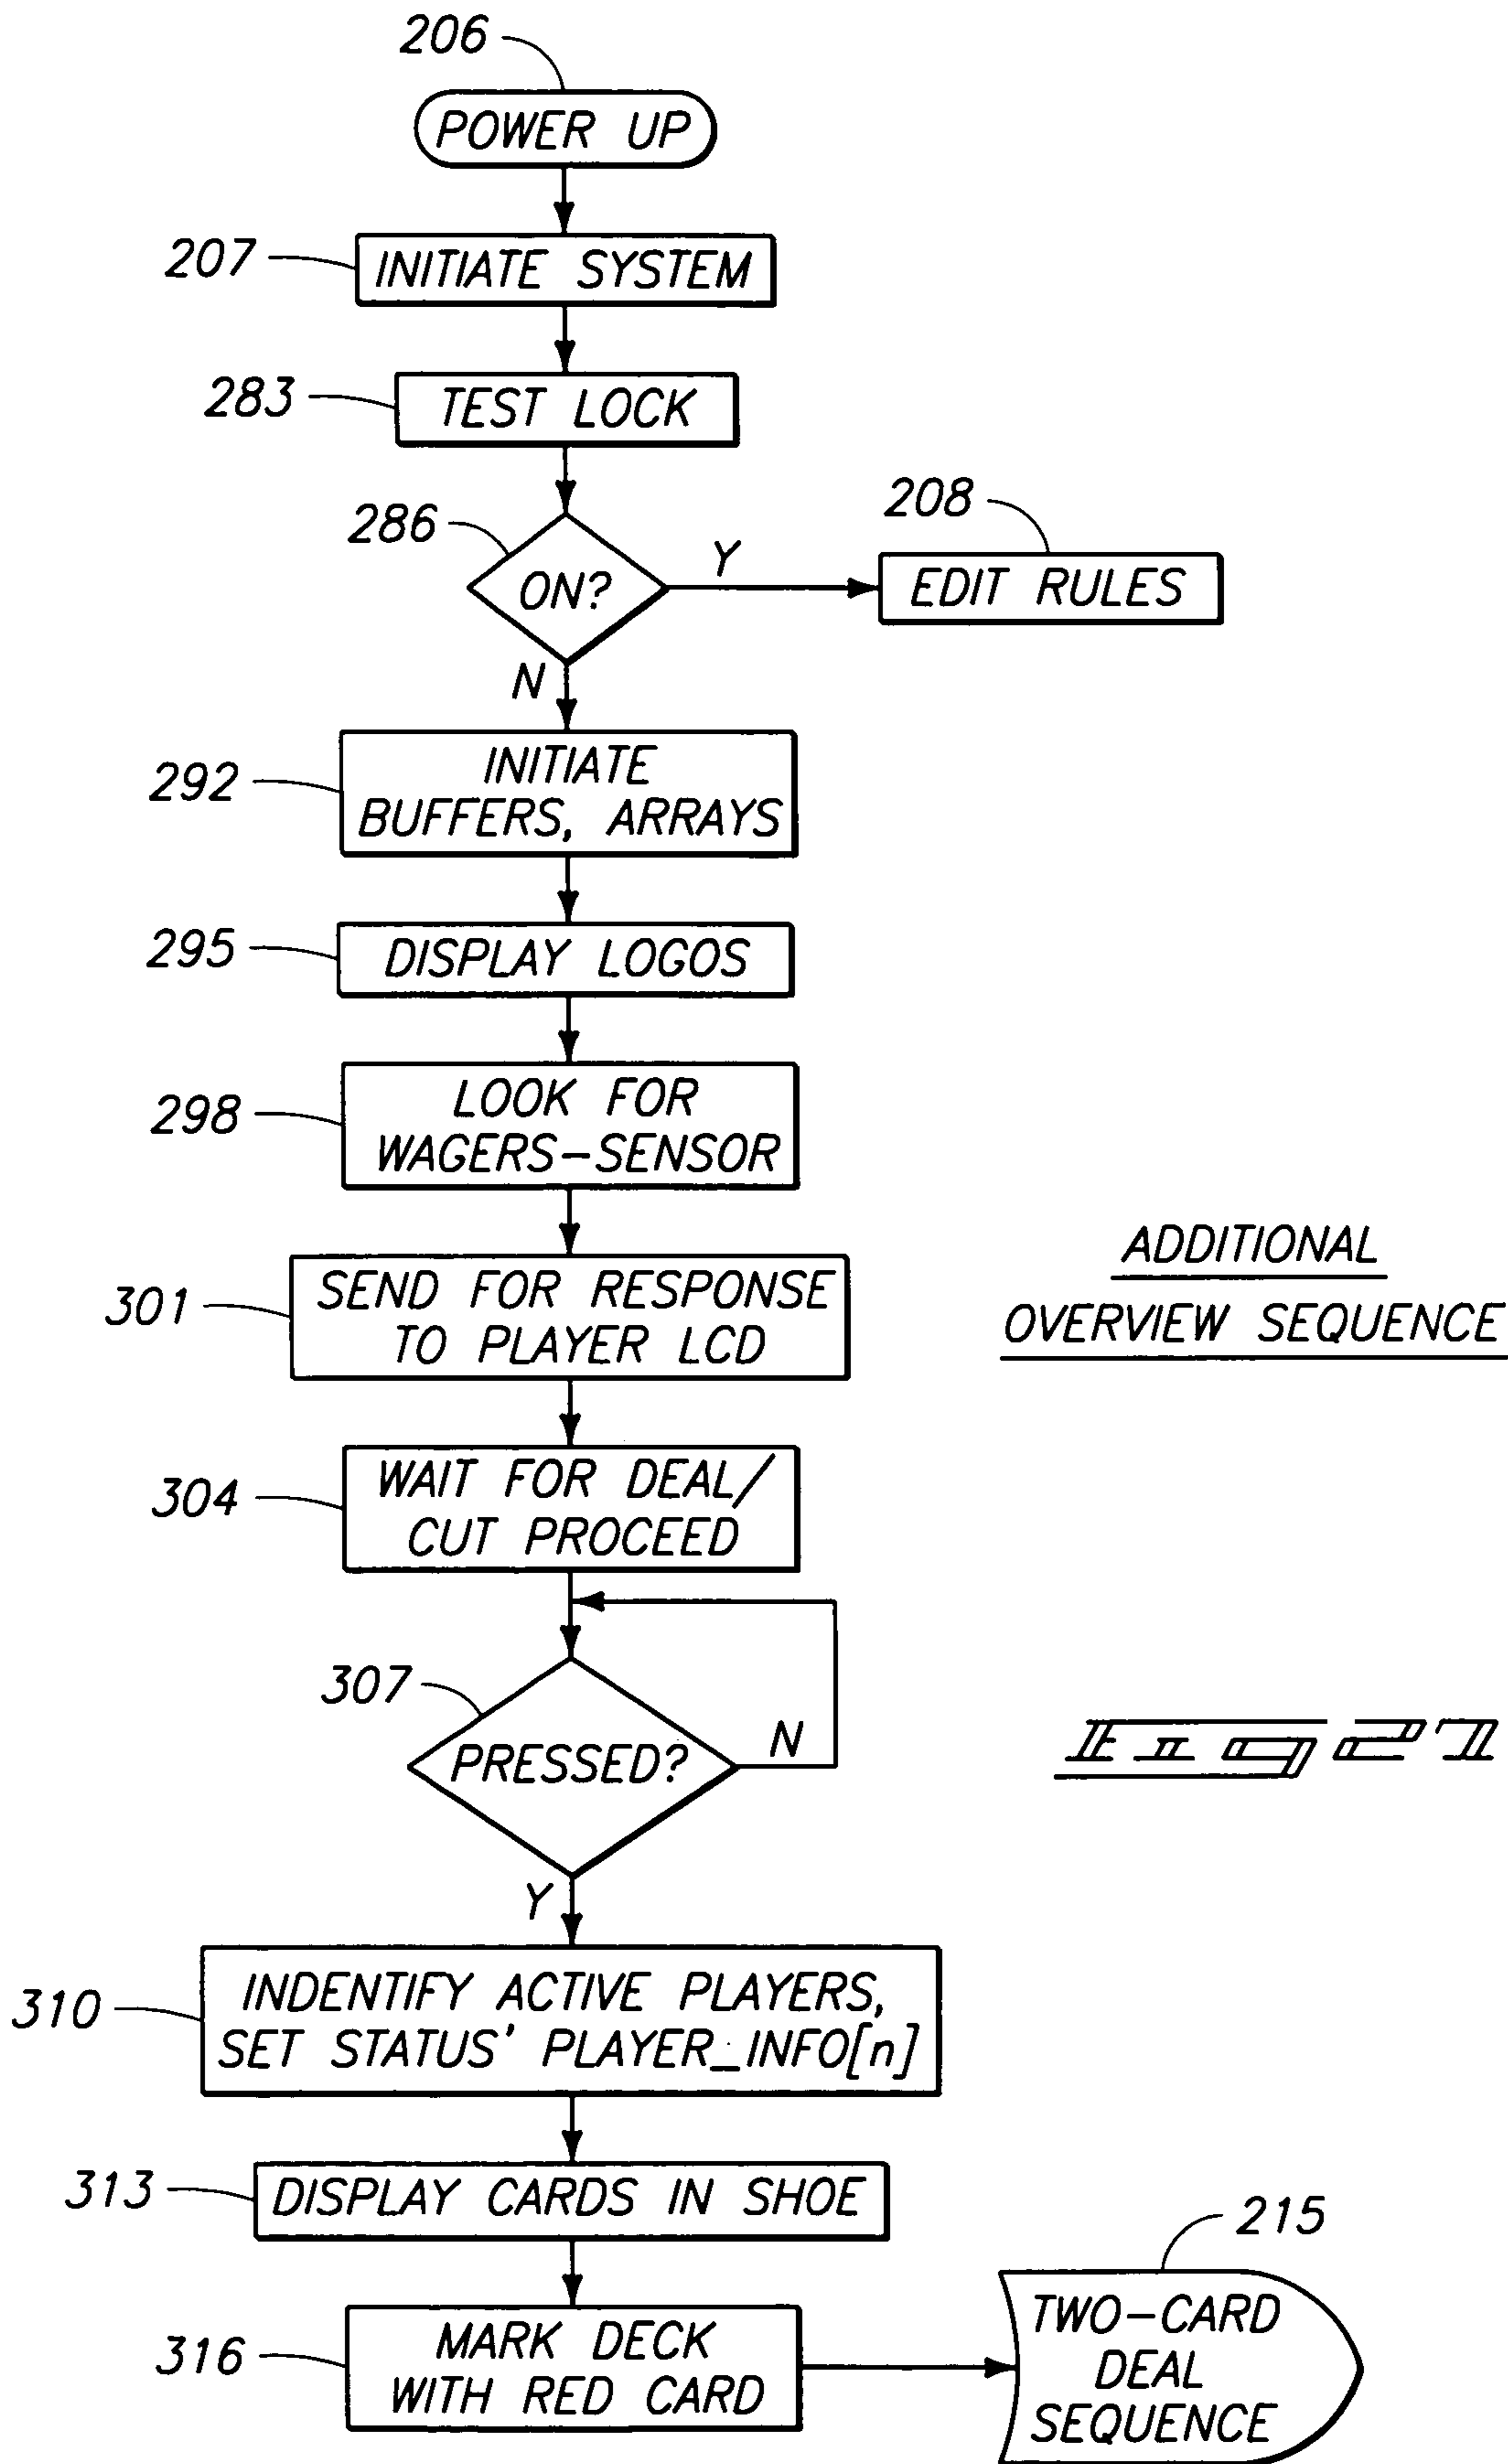 206
POWER UP
207
INITIATE SYSTEM
283
TEST LOCK
286
ON?
Y
208
EDIT RULES
N
292
INITIATE
BUFFERS, ARRAYS
295
DISPLAY LOGOS
298
LOOK FOR
WAGERS-SENSOR
301
SEND FOR RESPONSE
TO PLAYER LCD
ADDITIONAL
OVERVIEW SEQUENCE
304
WAIT FOR DEAL/
CUT PROCEED
307
PRESSED?
N
FIG 27
Y
310
INDENTIFY ACTIVE PLAYERS,
SET STATUS' PLAYER_INFO[n]
313
DISPLAY CARDS IN SHOE
316
MARK DECK
WITH RED CARD
215
TWO-CARD
DEAL
SEQUENCE